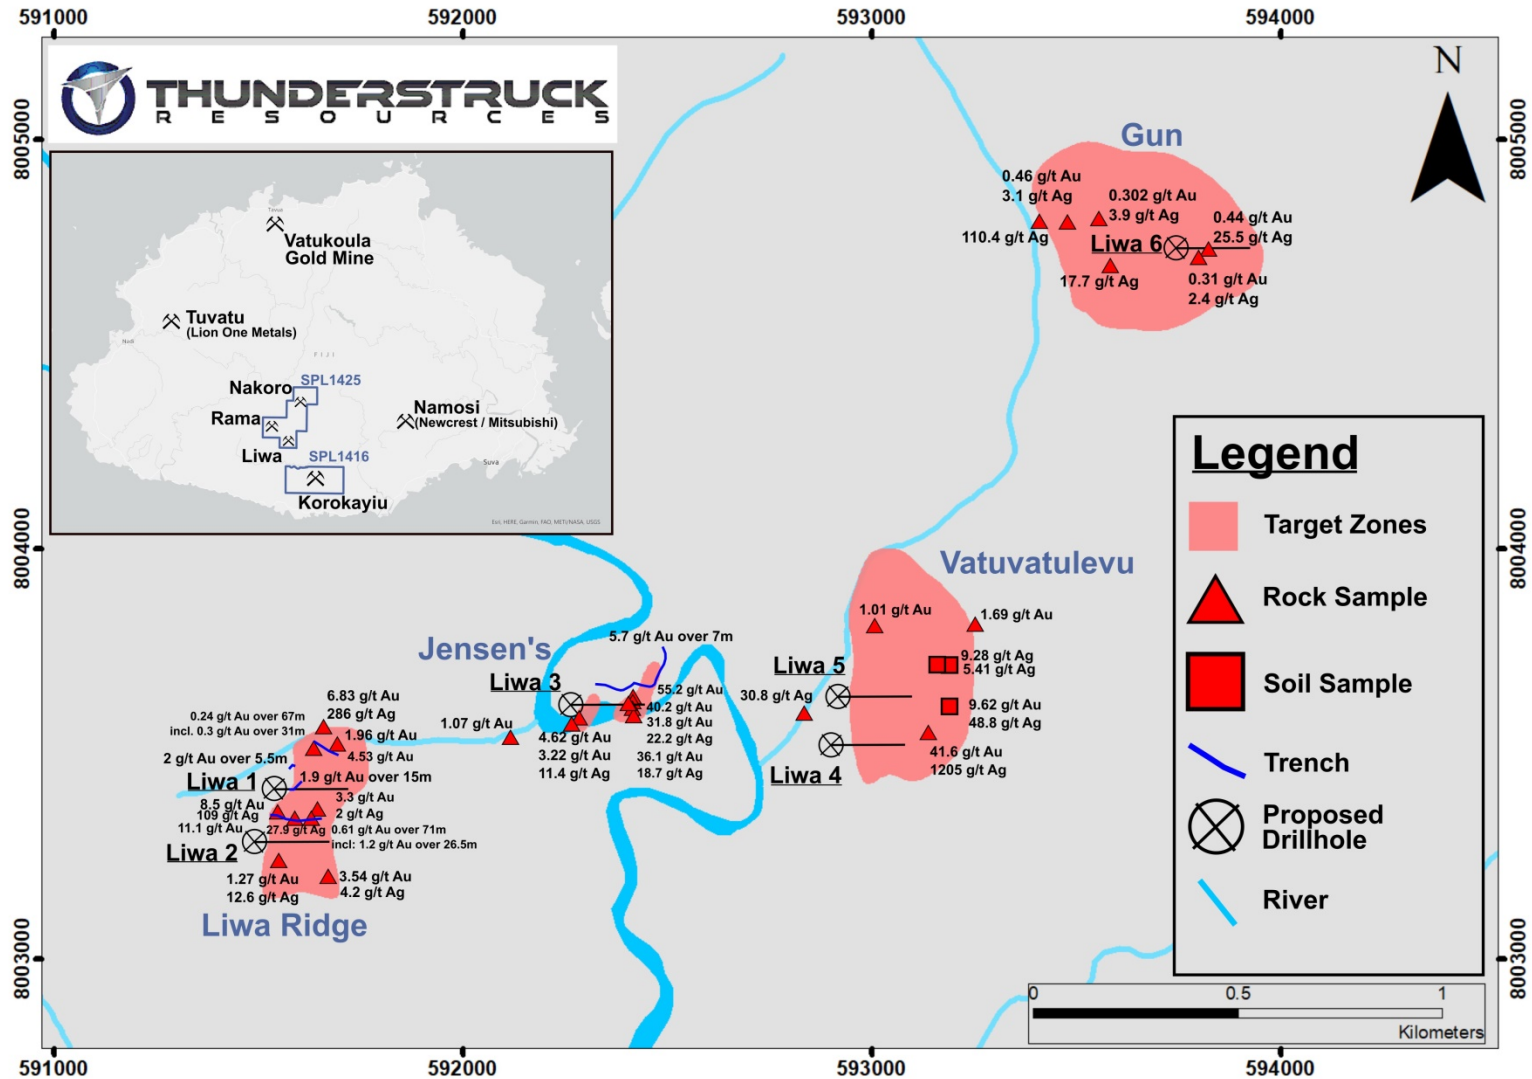 591000
592000
593000
594000
8005000
8005000
8004000
8004000
8003000
8003000
THUNDERSTRUCK
RESOURCES
Vatukoula
Gold Mine
Tuvatu
(Lion One Metals)
Nadi
FIJI
Nakoro
SPL1425
Rama
Liwa
SPL1416
Korokayiu
Namosi
(Newcrest / Mitsubishi)
Suva
Esri, HERE, Garmin, FAO, METI/NASA, USGS
N
Gun
0.46 g/t Au
3.1 g/t Ag
110.4 g/t Ag
0.302 g/t Au
3.9 g/t Ag
0.44 g/t Au
25.5 g/t Ag
Liwa 6
17.7 g/t Ag
0.31 g/t Au
2.4 g/t Ag
Vatuvatulevu
1.01 g/t Au
1.69 g/t Au
9.28 g/t Ag
5.41 g/t Ag
Liwa 5
30.8 g/t Ag
9.62 g/t Au
48.8 g/t Ag
Liwa 4
41.6 g/t Au
1205 g/t Ag
Jensen's
5.7 g/t Au over 7m
Liwa 3
55.2 g/t Au
40.2 g/t Au
31.8 g/t Au
22.2 g/t Ag
36.1 g/t Au
18.7 g/t Ag
4.62 g/t Au
3.22 g/t Au
11.4 g/t Ag
1.07 g/t Au
6.83 g/t Au
286 g/t Ag
0.24 g/t Au over 67m
incl. 0.3 g/t Au over 31m
1.96 g/t Au
4.53 g/t Au
2 g/t Au over 5.5m
Liwa 1
1.9 g/t Au over 15m
8.5 g/t Au
109 g/t Ag
11.1 g/t Au
3.3 g/t Au
2 g/t Ag
27.9 g/t Ag
0.61 g/t Au over 71m
incl: 1.2 g/t Au over 26.5m
Liwa 2
1.27 g/t Au
12.6 g/t Ag
3.54 g/t Au
4.2 g/t Ag
Liwa Ridge
Legend
Target Zones
Rock Sample
Soil Sample
Trench
Proposed
Drillhole
River
0
0.5
1
Kilometers
591000
592000
593000
594000